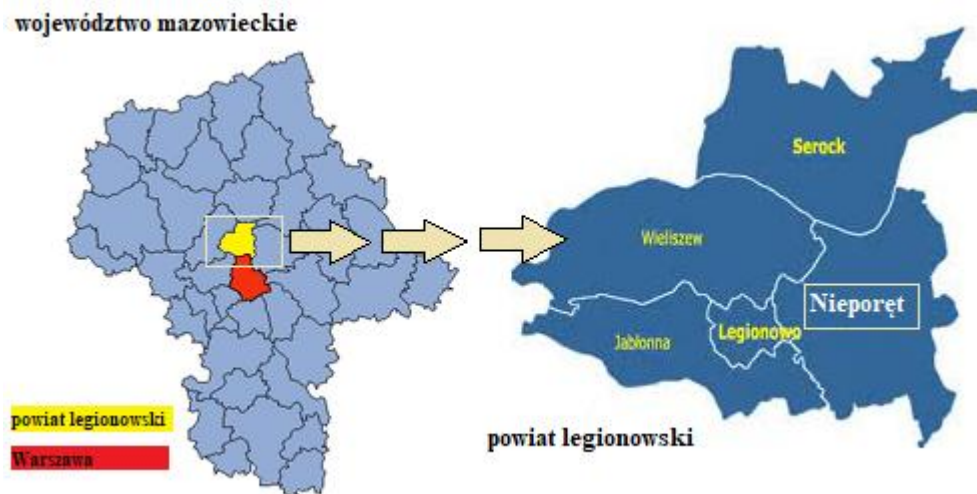 województwo mazowieckie
Serock
Wieliszew
Nieporęt
Legionowo
Jabłonna
powiat legionowski
Warszawa
powiat legionowski